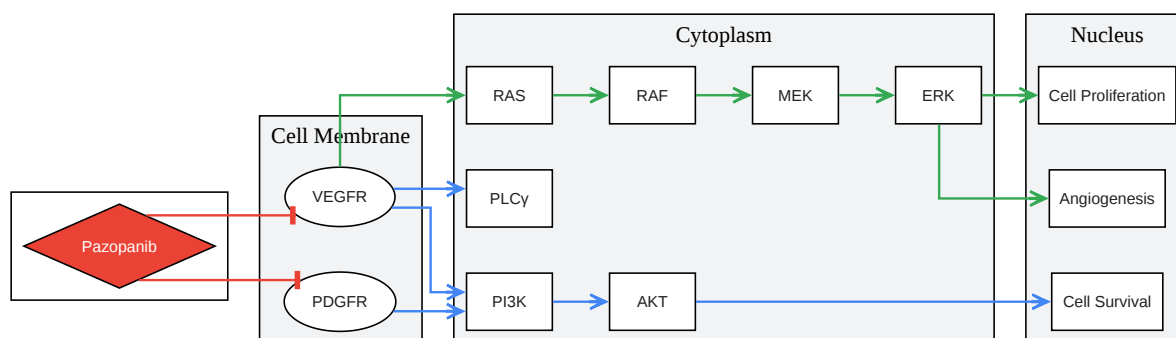 Cytoplasm
Nucleus
RAS
RAF
MEK
ERK
Cell Proliferation
Cell Membrane
VEGFR
PLCγ
Angiogenesis
Pazopanib
PDGFR
PI3K
AKT
Cell Survival